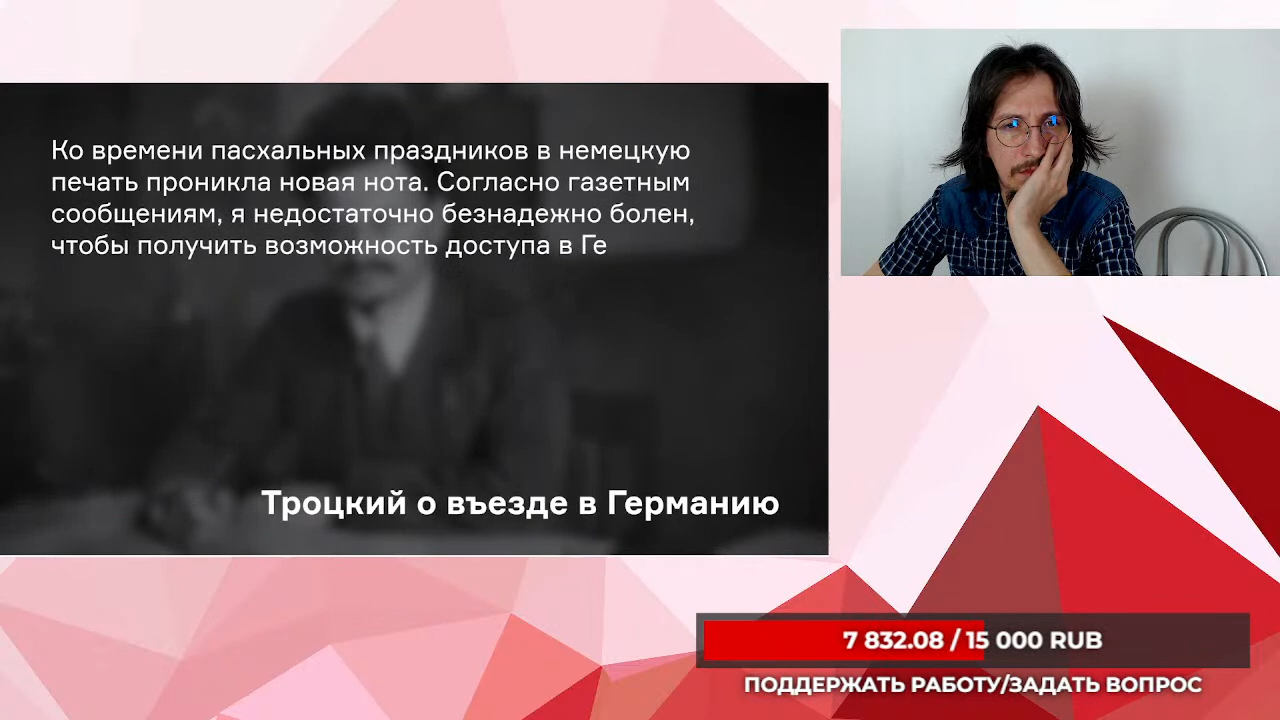 Ко времени пасхальных праздников в немецкую
печать проникла новая нота. Согласно газетным
сообщениям, я недостаточно безнадежно болен,
чтобы получить возможность доступа в Ге
Троцкий о въезде в Германию
7 832.08 / 15 000 RUB
ПОДДЕРЖАТЬ РАБОТУ/ЗАДАТЬ ВОПРОС